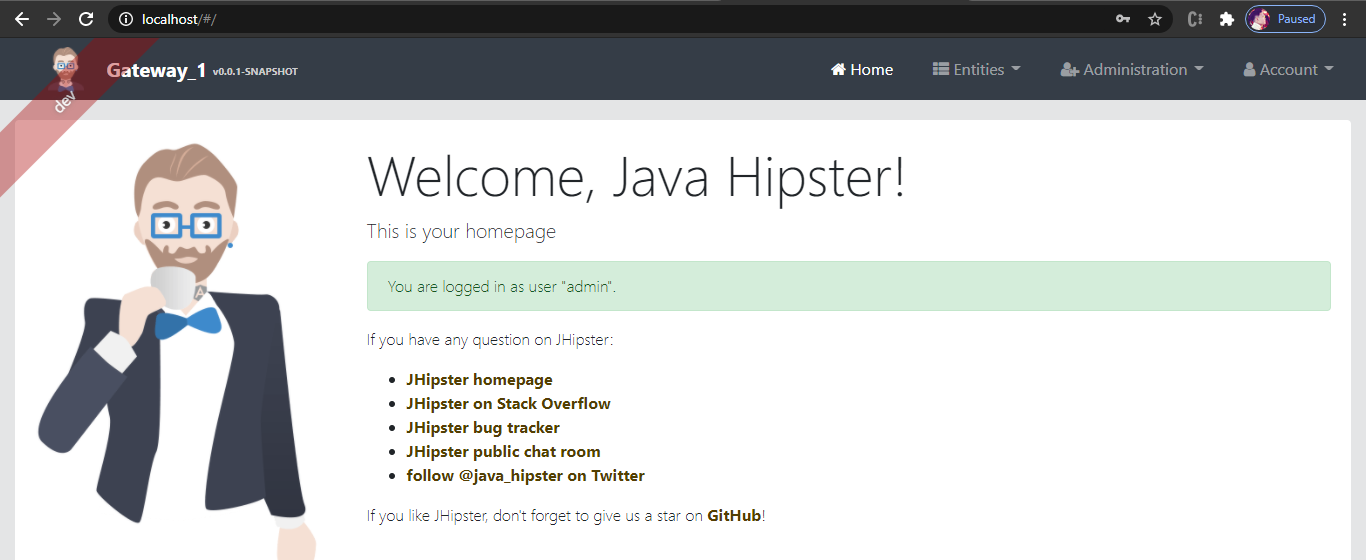 localhost/#/
Paused
dev
Gateway_1 v0.0.1-SNAPSHOT
Home
Entities
Administration
Account
Welcome, Java Hipster!
This is your homepage
You are logged in as user "admin".
If you have any question on JHipster:
JHipster homepage
JHipster on Stack Overflow
JHipster bug tracker
JHipster public chat room
follow @java_hipster on Twitter
If you like JHipster, don't forget to give us a star on GitHub!